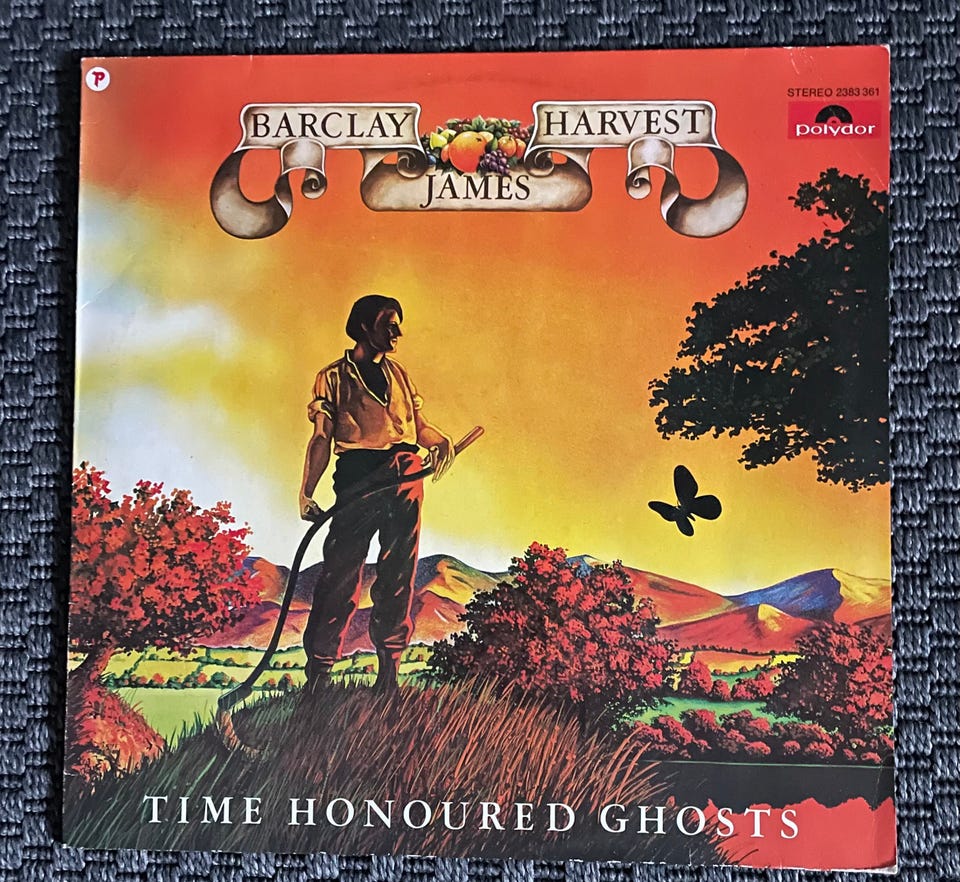 P
STEREO 2383 361
polydor
BARCLAY
JAMES
HARVEST
TIME HONOURED GHOSTS